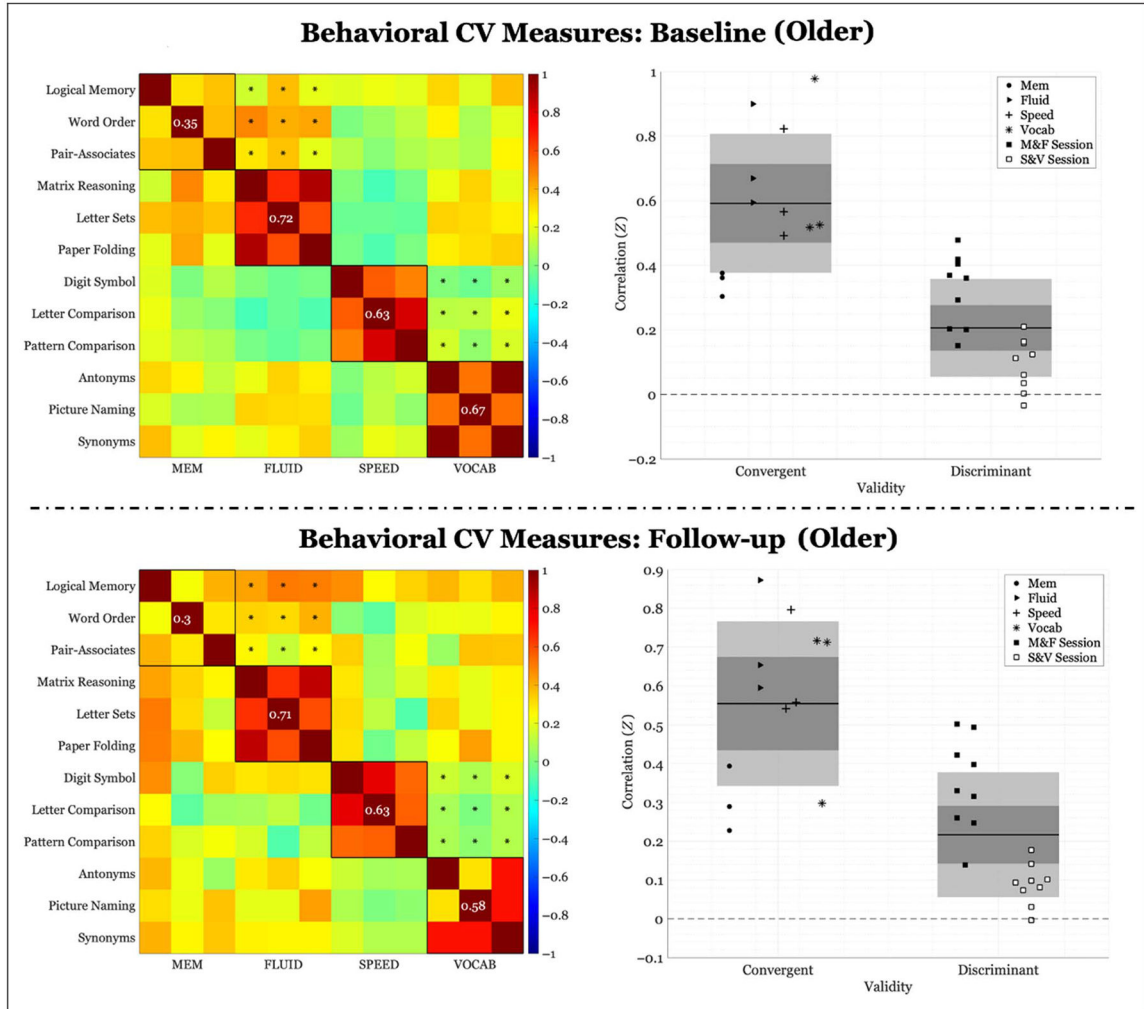 Behavioral CV Measures: Baseline (Older)
Logical Memory
Word Order
Pair-Associates
Matrix Reasoning
Letter Sets
Paper Folding
Digit Symbol
Letter Comparison
Pattern Comparison
Antonyms
Picture Naming
Synonyms
* * *
0.35 * * *
* * *
0.72
* * *
0.63 * * *
* * *
0.67
MEM FLUID SPEED VOCAB
1
0.8
0.6
0.4
0.2
0
−0.2
−0.4
−0.6
−0.8
−1
Correlation (Z)
1
0.8
0.6
0.4
0.2
0
−0.2
Mem
Fluid
Speed
Vocab
M&F Session
S&V Session
Convergent Discriminant
Validity
Behavioral CV Measures: Follow-up (Older)
Logical Memory
Word Order
Pair-Associates
Matrix Reasoning
Letter Sets
Paper Folding
Digit Symbol
Letter Comparison
Pattern Comparison
Antonyms
Picture Naming
Synonyms
* * *
0.3 * * *
* * *
0.71
* * *
0.63 * * *
* * *
0.58
MEM FLUID SPEED VOCAB
1
0.8
0.6
0.4
0.2
0
−0.2
−0.4
−0.6
−0.8
−1
Correlation (Z)
0.9
0.8
0.7
0.6
0.5
0.4
0.3
0.2
0.1
0
−0.1
Mem
Fluid
Speed
Vocab
M&F Session
S&V Session
Convergent Discriminant
Validity